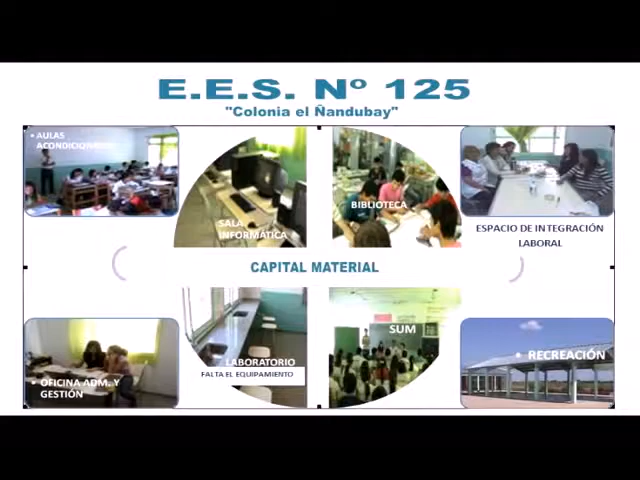 E.E.S. Nº 125
"Colonia el Ñandubay"
• AULAS
ACONDICIONADAS
SALA
INFORMÁTICA
BIBLIOTECA
ESPACIO DE INTEGRACIÓN
LABORAL
CAPITAL MATERIAL
• OFICINA ADM. Y
GESTIÓN
LABORATORIO
FALTA EL EQUIPAMIENTO
SUM
• RECREACIÓN